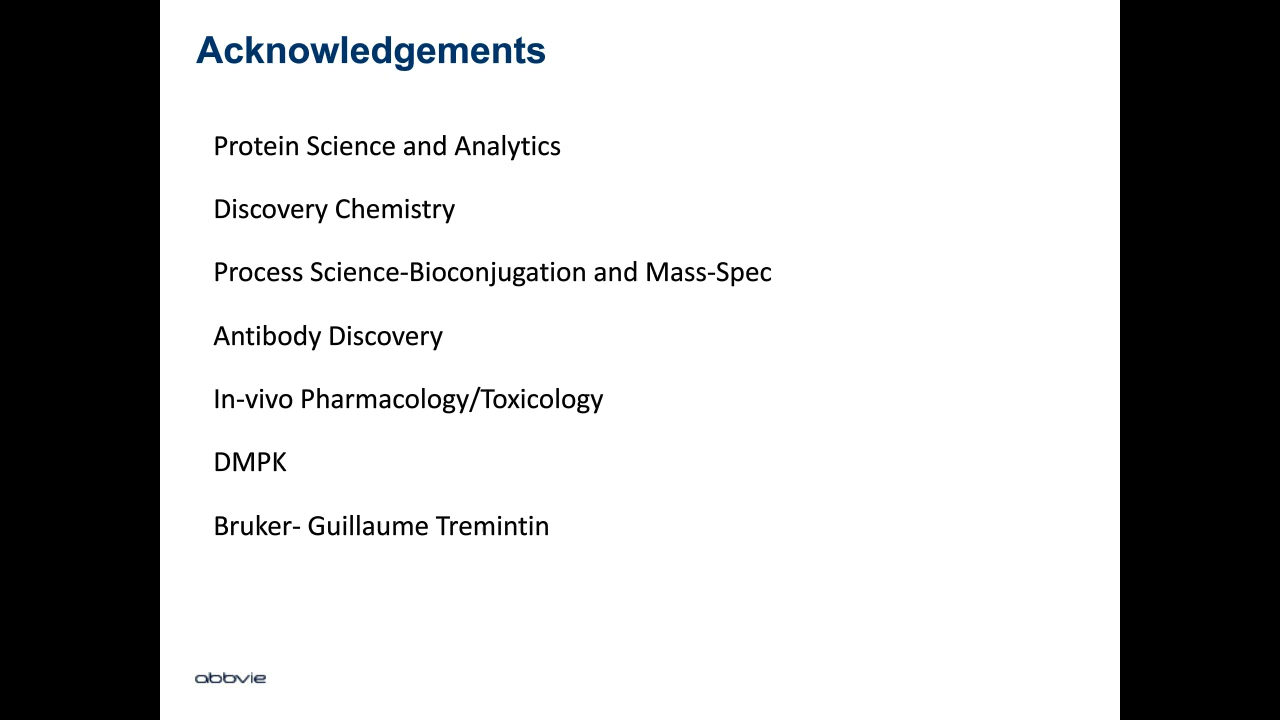 Acknowledgements
Protein Science and Analytics
Discovery Chemistry
Process Science-Bioconjugation and Mass-Spec
Antibody Discovery
In-vivo Pharmacology/Toxicology
DMPK
Bruker- Guillaume Tremintin
abbvie